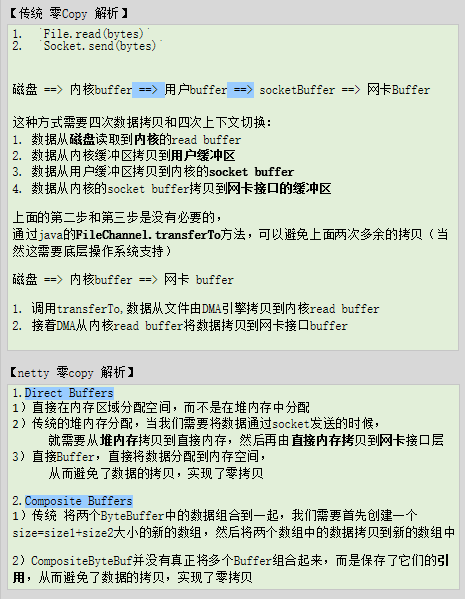 【传统 零Copy 解析】
1. `File.read(bytes)`
2. `Socket.send(bytes)`
磁盘 ==> 内核buffer ==> 用户buffer ==> socketBuffer ==> 网卡Buffer
这种方式需要四次数据拷贝和四次上下文切换:
1. 数据从磁盘读取到内核的read buffer
2. 数据从内核缓冲区拷贝到用户缓冲区
3. 数据从用户缓冲区拷贝到内核的socket buffer
4. 数据从内核的socket buffer拷贝到网卡接口的缓冲区
上面的第二步和第三步是没有必要的,
通过java的FileChannel.transferTo方法,可以避免上面两次多余的拷贝(当
然这需要底层操作系统支持)
磁盘 ==> 内核buffer ==> 网卡 buffer
1. 调用transferTo,数据从文件由DMA引擎拷贝到内核read buffer
2. 接着DMA从内核read buffer将数据拷贝到网卡接口buffer
【netty 零copy 解析】
1.Direct Buffers
1)直接在内存区域分配空间,而不是在堆内存中分配
2)传统的堆内存分配,当我们需要将数据通过socket发送的时候,
就需要从堆内存拷贝到直接内存,然后再由直接内存拷贝到网卡接口层
3)直接Buffer,直接将数据分配到内存空间,
从而避免了数据的拷贝,实现了零拷贝
2.Composite Buffers
1)传统 将两个ByteBuffer中的数据组合到一起,我们需要首先创建一个
size=size1+size2大小的新的数组,然后将两个数组中的数据拷贝到新的数组中
2)CompositeByteBuf并没有真正将多个Buffer组合起来,而是保存了它们的引
用,从而避免了数据的拷贝,实现了零拷贝